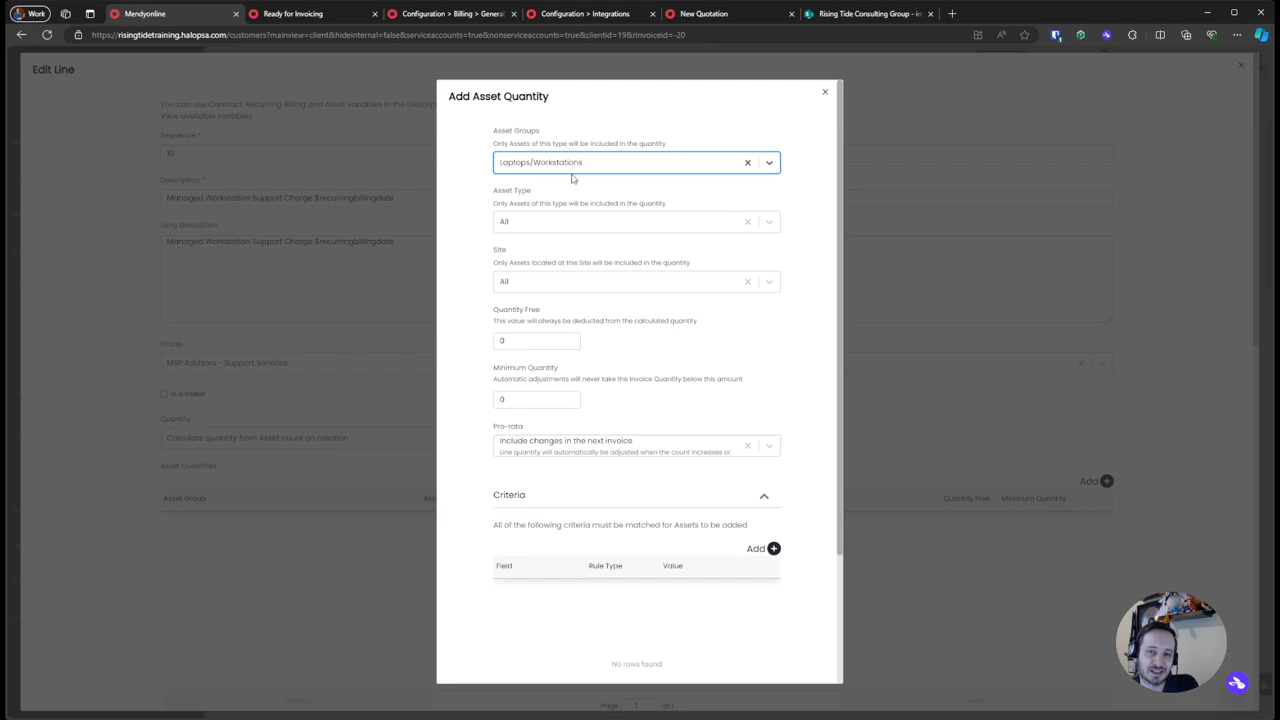 Work
Mendyonline
Ready for Invoicing
Configuration > Billing > General
Configuration > Integrations
New Quotation
Rising Tide Consulting Group - in
https://risingtidetraining.halopsa.com/customers?mainview=client&hideinternal=false&serviceaccounts=true&nonserviceaccounts=true&clientid=19&rinvoiceid=-20
Edit Line
You can use Contract, Recurring Billing and Asset variables in the Descrip
View available variables.
Sequence *
10
Description *
Managed Workstation Support Charge $recurringbillingdate
Long description
Managed Workstation Support Charge $recurringbillingdate
Group
MSP Advisors - Support Services
Is a meter
Quantity
Calculate quantity from Asset count on creation
Asset Quantities
Add
Asset Group
Quantity Free
Minimum Quantity
Page
1
of 1
Add Asset Quantity
Asset Groups
Only Assets of this type will be included in the quantity
Laptops/Workstations
Asset Type
Only Assets of this type will be included in the quantity
All
Site
Only Assets located at this Site will be included in the quantity
All
Quantity Free
This value will always be deducted from the calculated quantity
0
Minimum Quantity
Automatic adjustments will never take the Invoice Quantity below this amount
0
Pro-rata
Include changes in the next invoice
Line quantity will automatically be adjusted when the count increases or
Criteria
All of the following criteria must be matched for Assets to be added
Add
Field Rule Type Value
No rows found